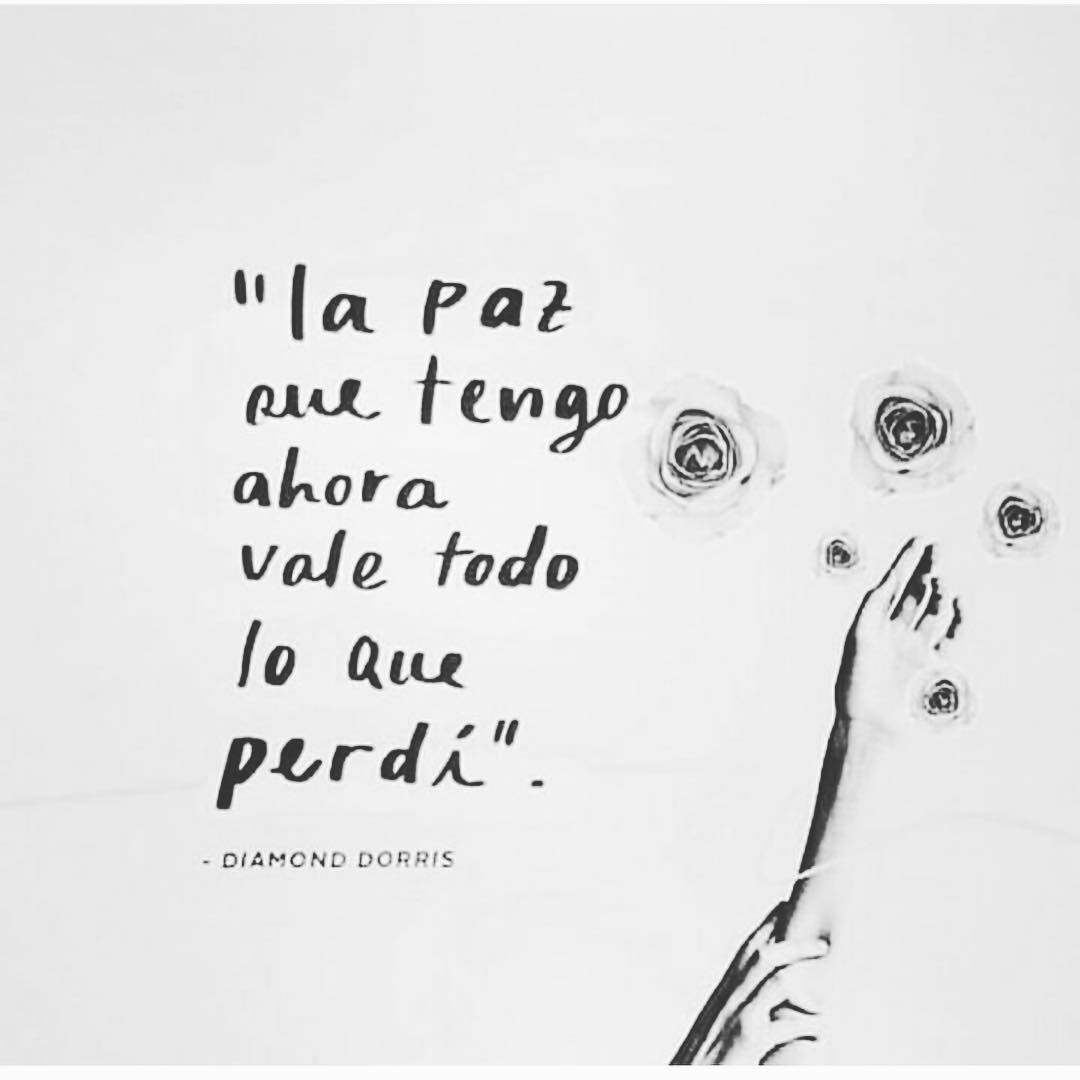 "la paz
que tengo
ahora
vale todo
lo que
perdí".
- DIAMOND DORRIS